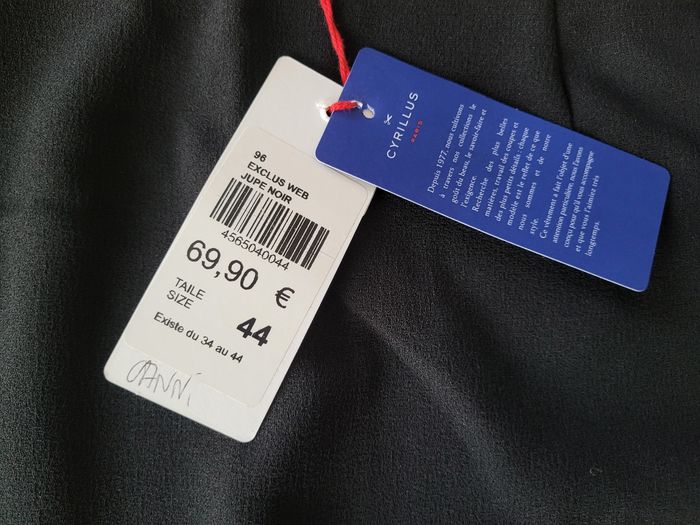 96
EXCLUS WEB
JUPE NOIR
4565040044
69,90 €
TAILE
SIZE
44
Existe du 34 au 44
CYRILLUS
PARIS
Depuis 1977, nous cultivons
à travers nos collections le
goût du beau, le savoir-faire et
l'exigence.
Recherche des plus belles
matières, travail des coupes et
des plus petits détails : chaque
modèle est le reflet de ce que
nous sommes et de notre
style.
Ce vêtement a fait l'objet d'une
attention particulière, nous l'avons
conçu pour qu'il vous accompagne
et que vous l'aimiez très
longtemps.